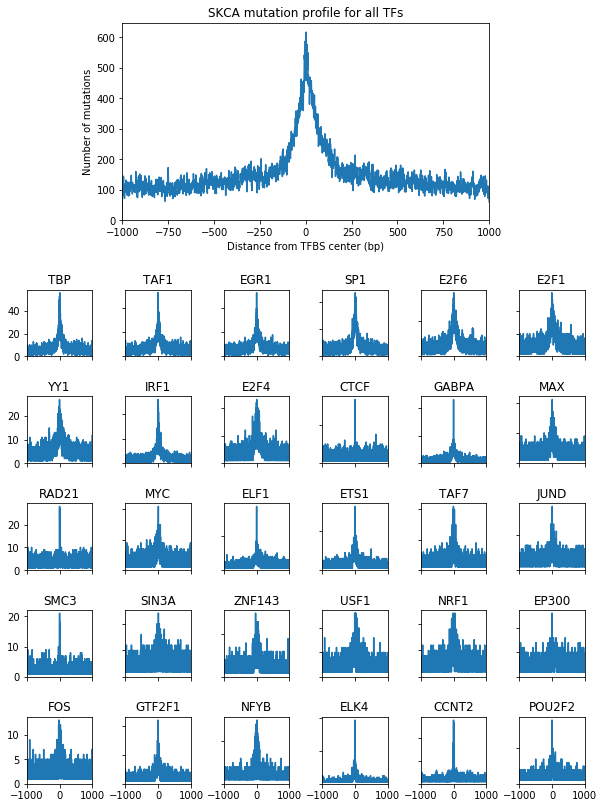 SKCA mutation profile for all TFs
600
500
400
300
200
100
0
Number of mutations
−1000 −750 −500 −250 0 250 500 750 1000
Distance from TFBS center (bp)
TBP TAF1 EGR1 SP1 E2F6 E2F1
40
20
0
YY1 IRF1 E2F4 CTCF GABPA MAX
20
10
0
RAD21 MYC ELF1 ETS1 TAF7 JUND
20
10
0
SMC3 SIN3A ZNF143 USF1 NRF1 EP300
20
10
0
FOS GTF2F1 NFYB ELK4 CCNT2 POU2F2
10
5
0
−1000 0 1000 −1000 0 1000 −1000 0 1000 −1000 0 1000 −1000 0 1000 −1000 0 1000